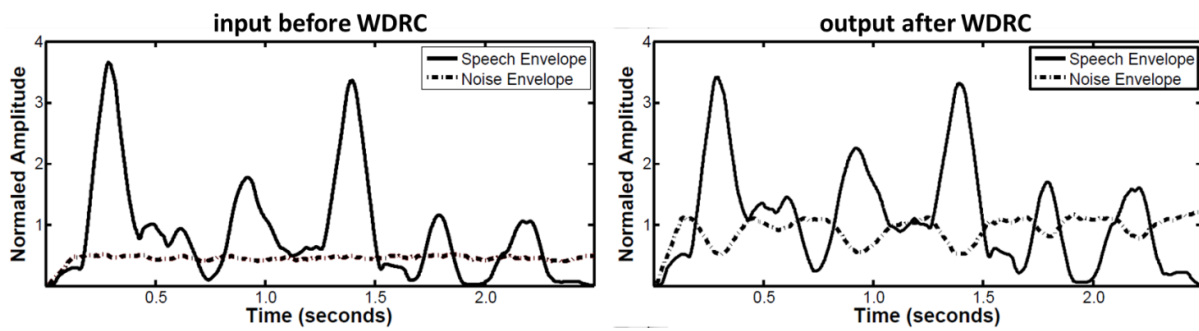 input before WDRC
4
3
2
1
0.5
1.0
1.5
2.0
Normaled Amplitude
Time (seconds)
Speech Envelope
Noise Envelope
output after WDRC
4
3
2
1
0.5
1.0
1.5
2.0
Normaled Amplitude
Time (seconds)
Speech Envelope
Noise Envelope